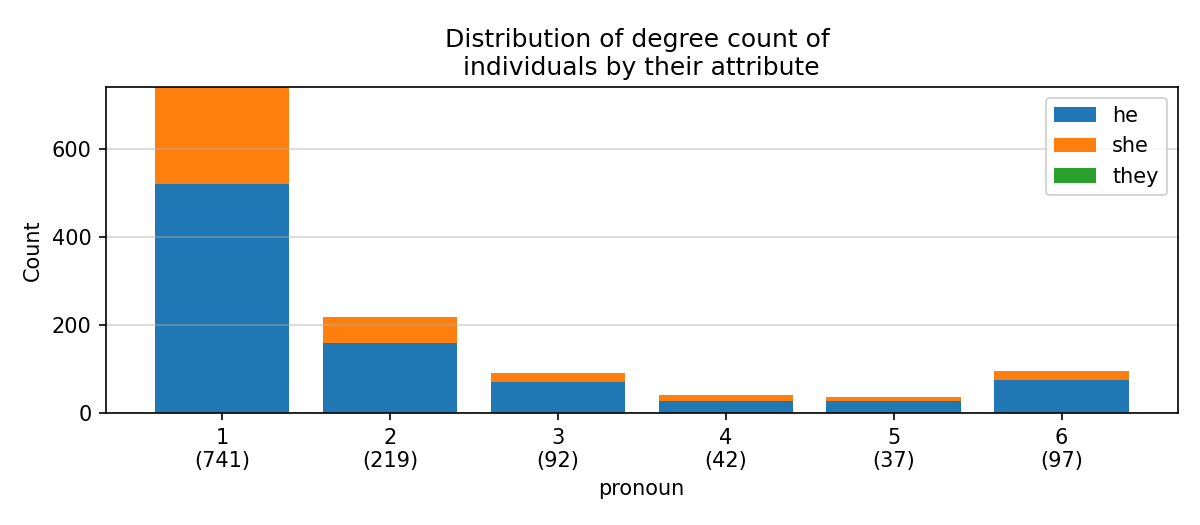 Distribution of degree count of
individuals by their attribute
he
she
they
600
400
200
0
Count
1
(741)
2
(219)
3
(92)
4
(42)
5
(37)
6
(97)
pronoun